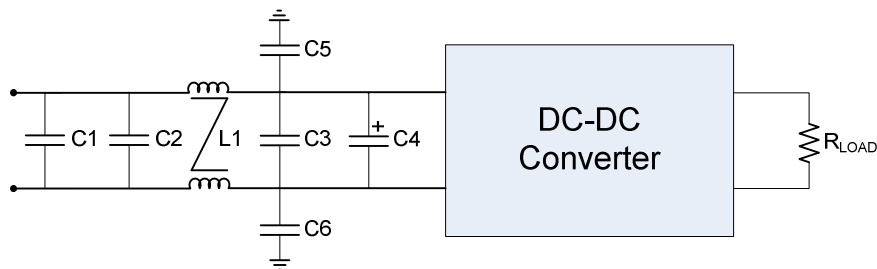 C5
C1
C2
L1
C3
+
C4
C6
DC-DC
Converter
RLOAD